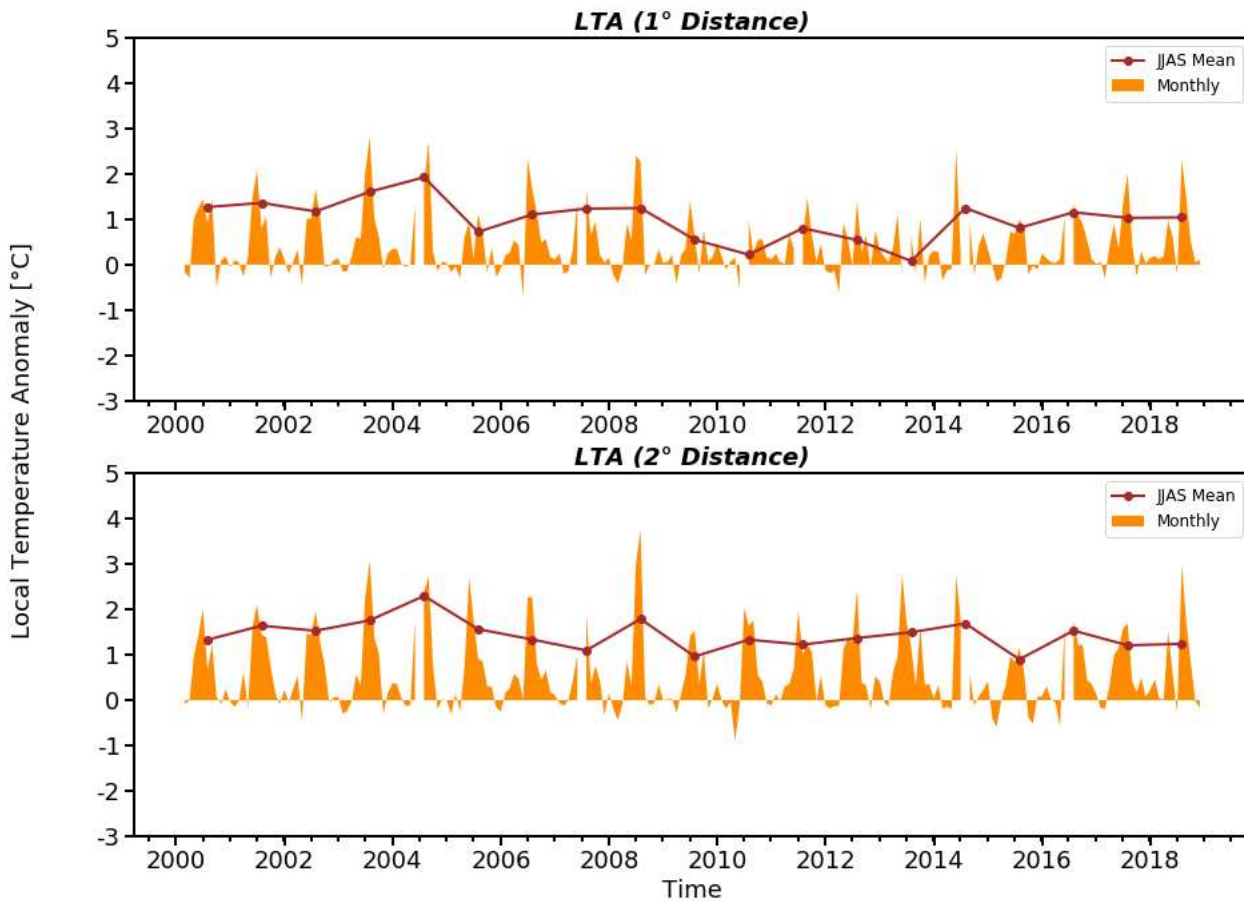 LTA (1° Distance)
5
4
3
2
1
0
-1
-2
-3
JJAS Mean
Monthly
2000 2002 2004 2006 2008 2010 2012 2014 2016 2018
Local Temperature Anomaly [°C]
LTA (2° Distance)
5
4
3
2
1
0
-1
-2
-3
JJAS Mean
Monthly
2000 2002 2004 2006 2008 2010 2012 2014 2016 2018
Time